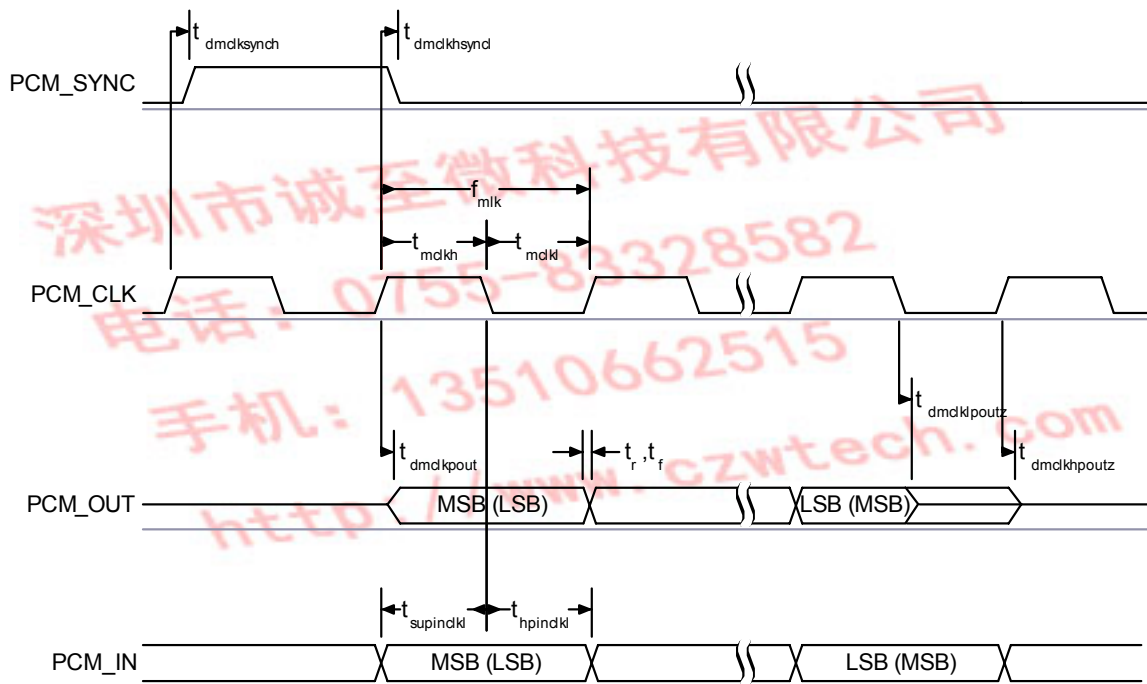 t dmclksynch
t dmclkhsyncl
PCM_SYNC
深圳市诚至微科技有限公司
f mlk
t mclkh
t mclkl
PCM_CLK
电话：0755-83328582
手机：13510662515
t dmclklpoutz
t dmclkhpoutz
t dmclkpout
t r ,t f
http://www.czwtech.com
PCM_OUT
MSB (LSB)
LSB (MSB)
t supinclkl
t hpinclkl
PCM_IN
MSB (LSB)
LSB (MSB)